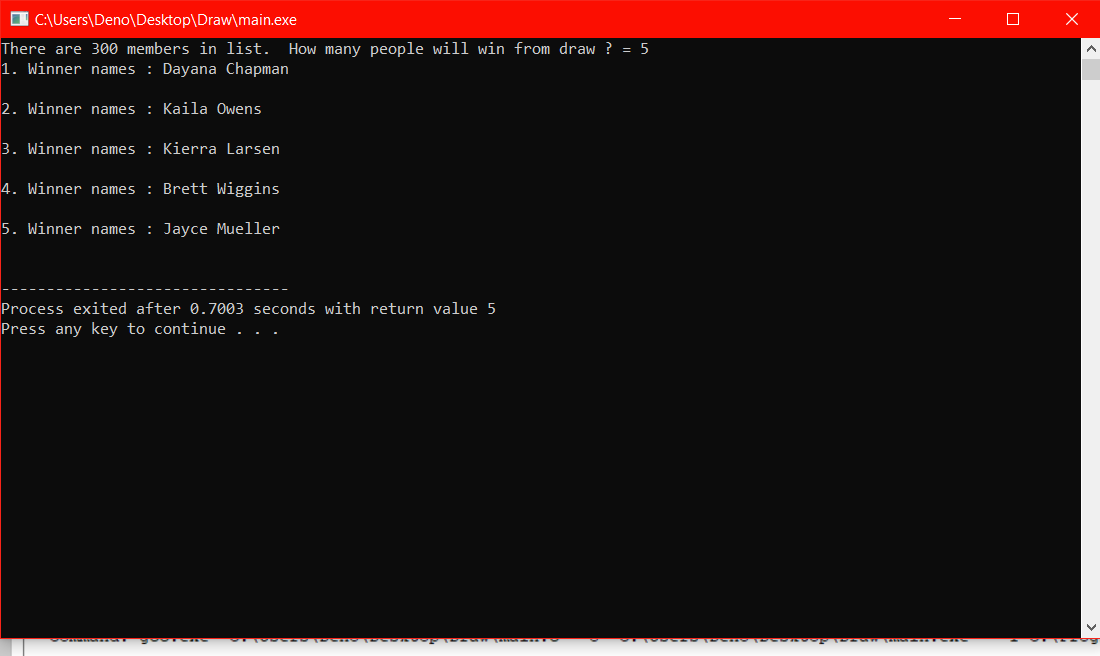 C:\Users\Deno\Desktop\Draw\main.exe
There are 300 members in list.  How many people will win from draw ? = 5
1. Winner names : Dayana Chapman
2. Winner names : Kaila Owens
3. Winner names : Kierra Larsen
4. Winner names : Brett Wiggins
5. Winner names : Jayce Mueller
--------------------------------
Process exited after 0.7003 seconds with return value 5
Press any key to continue . . .